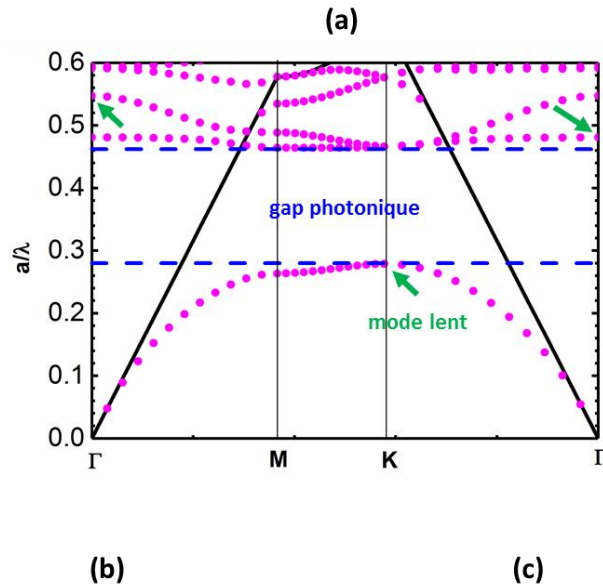 (a)
0.6
0.5
0.4
gap photonique
a/λ
0.3
0.2
mode lent
0.1
0.0
Γ M K Γ
(b) (c)